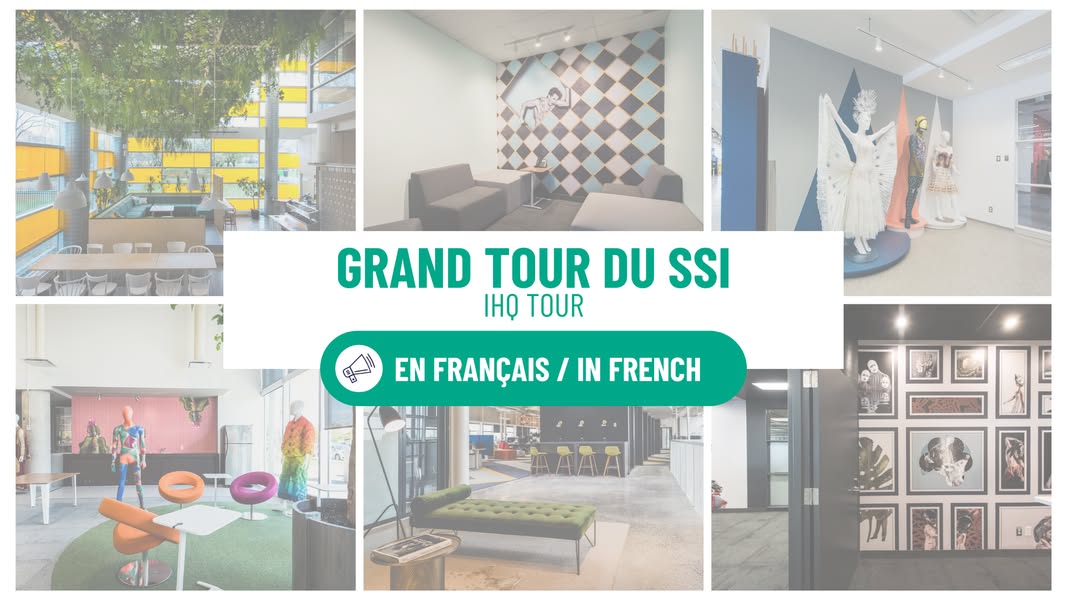 GRAND TOUR DU SSI
IHQ TOUR
EN FRANÇAIS / IN FRENCH